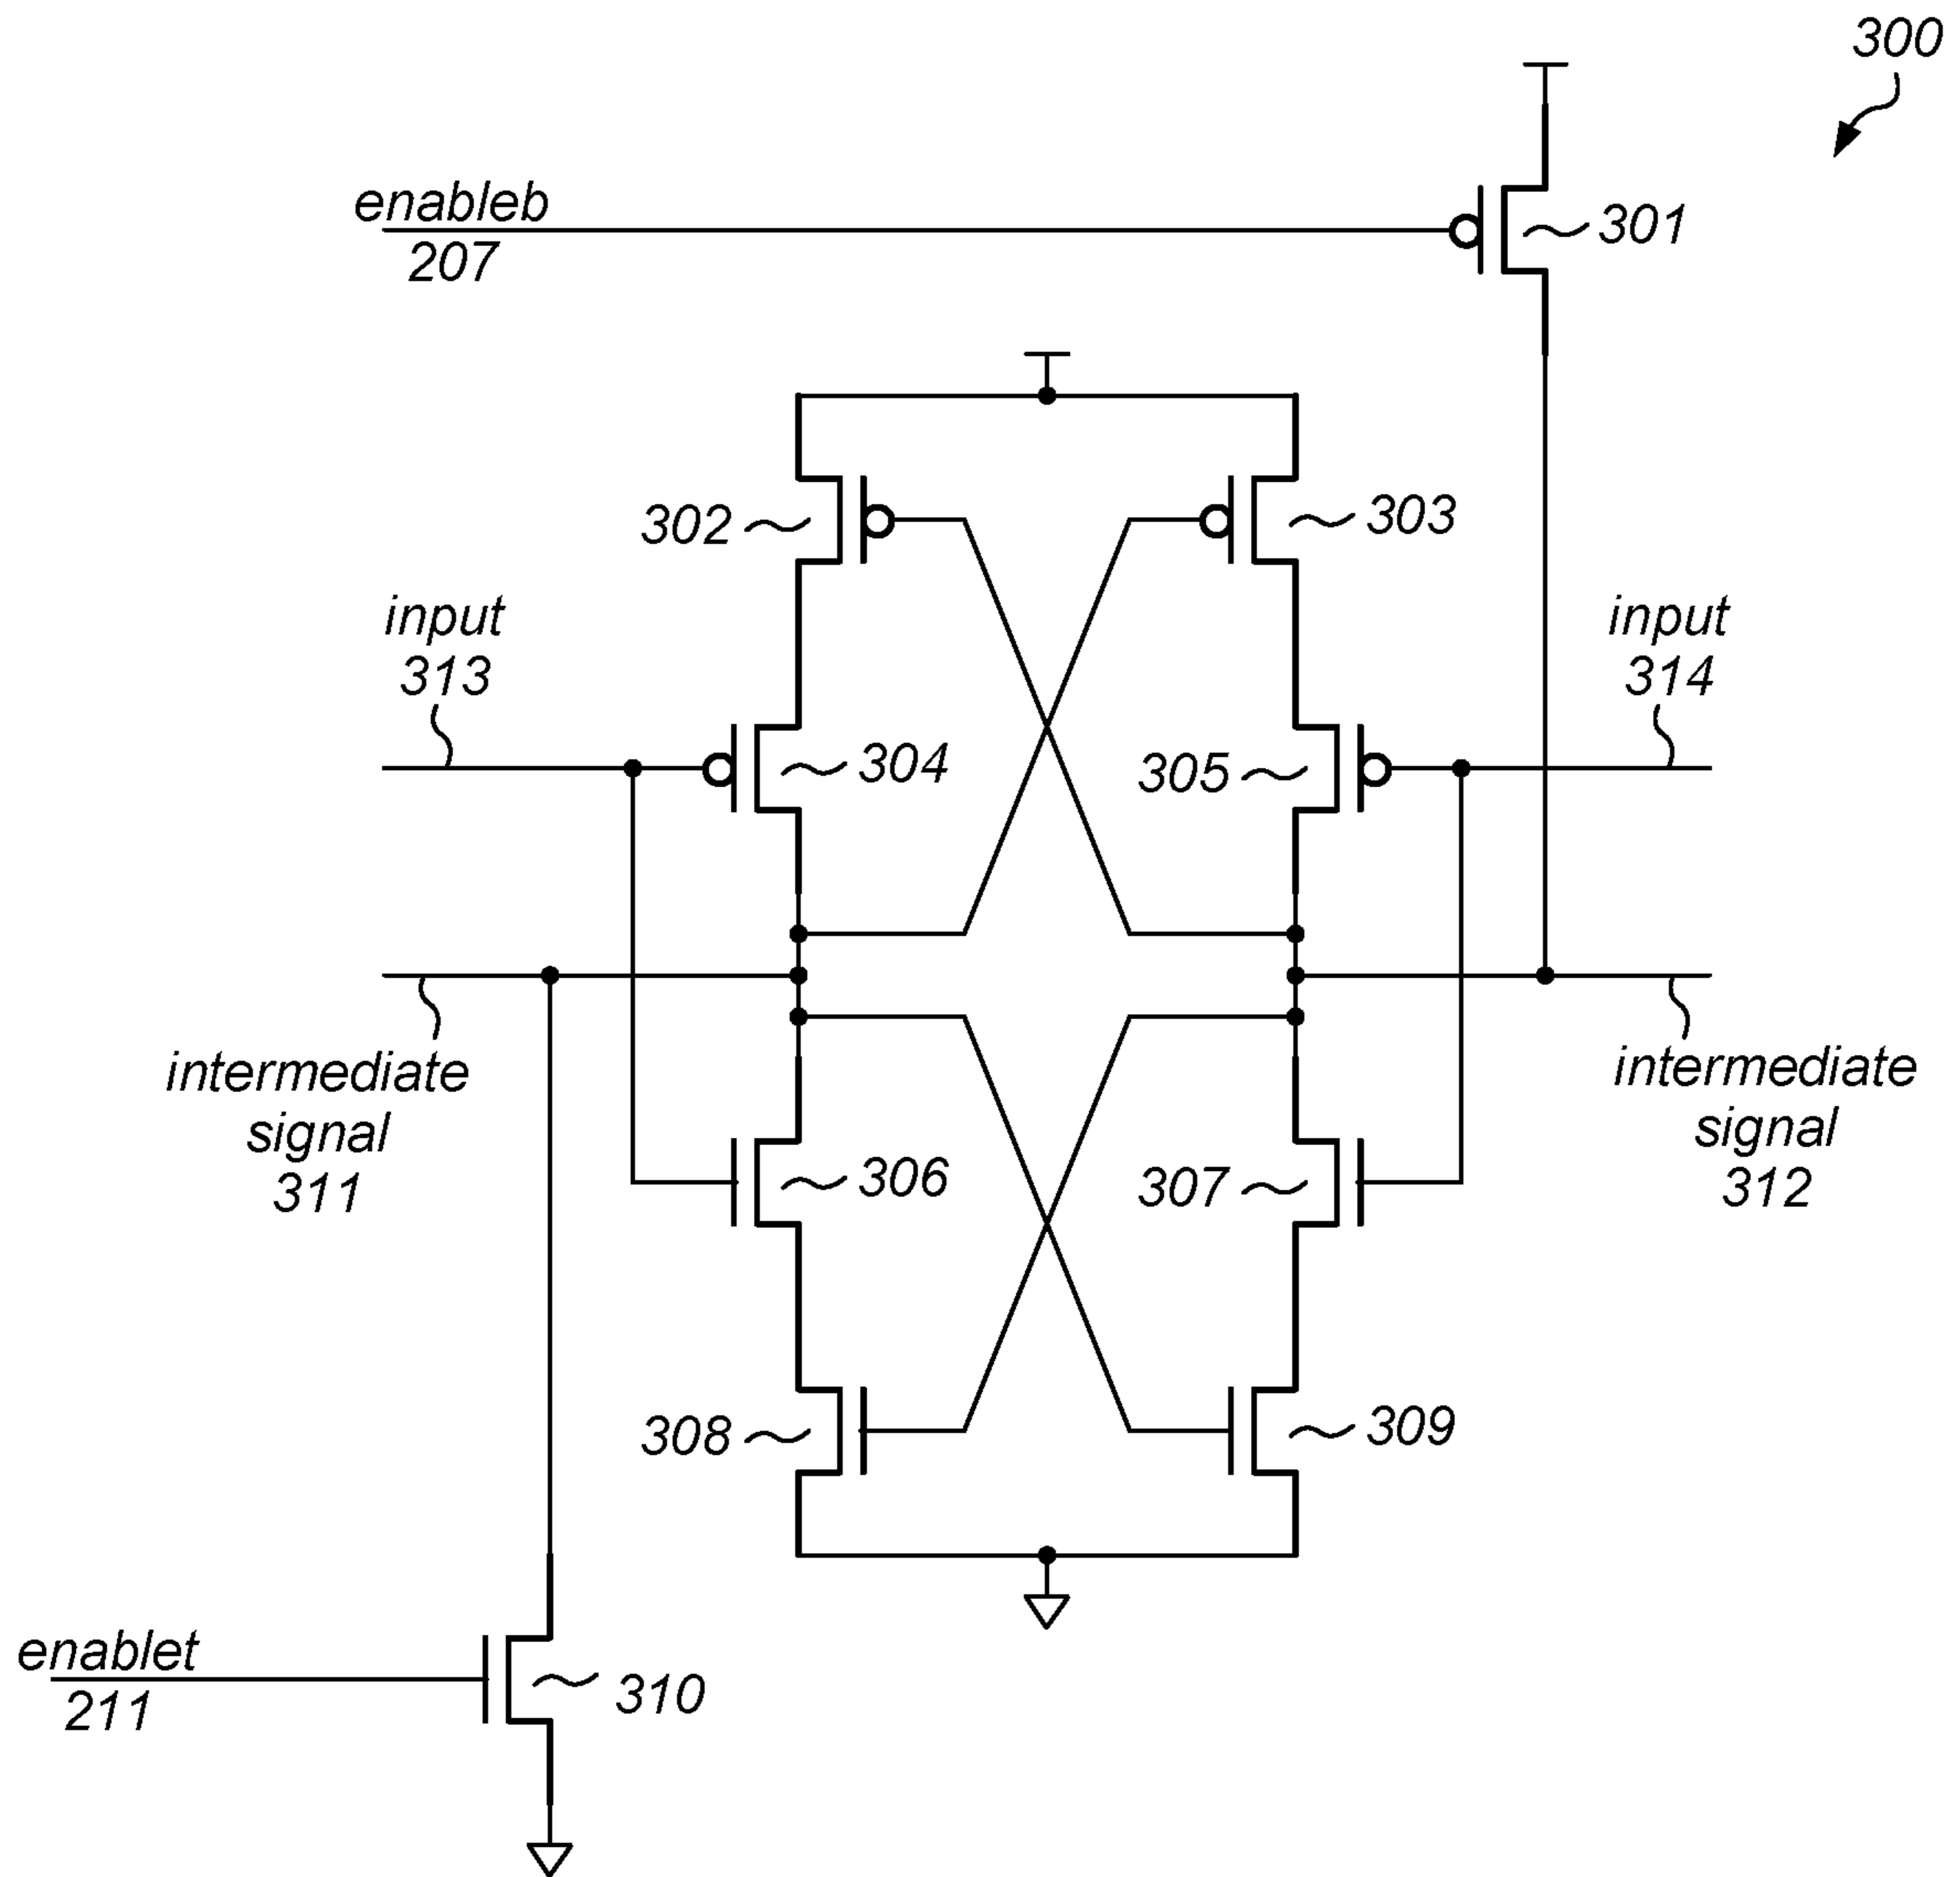 300
enableb
207
301
302
303
input
313
input
314
304
305
intermediate
signal
311
intermediate
signal
312
306
307
308
309
enablet
211
310